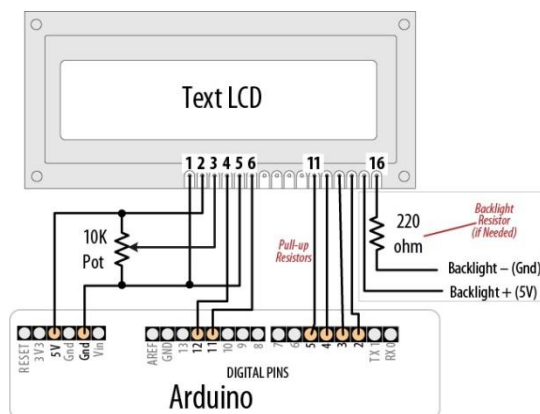 Text LCD
1 2 3 4 5 6 11 16
10K
Pot
Pull-up
Resistors
220
ohm
Backlight
Resistor
(if Needed)
Backlight – (Gnd)
Backlight + (5V)
RESET
3V3
5V
Gnd
Gnd
Vin
AREF
GND
13
12
11
10
9
8
7
6
5
4
3
2
TX 1
RX 0
DIGITAL PINS
Arduino